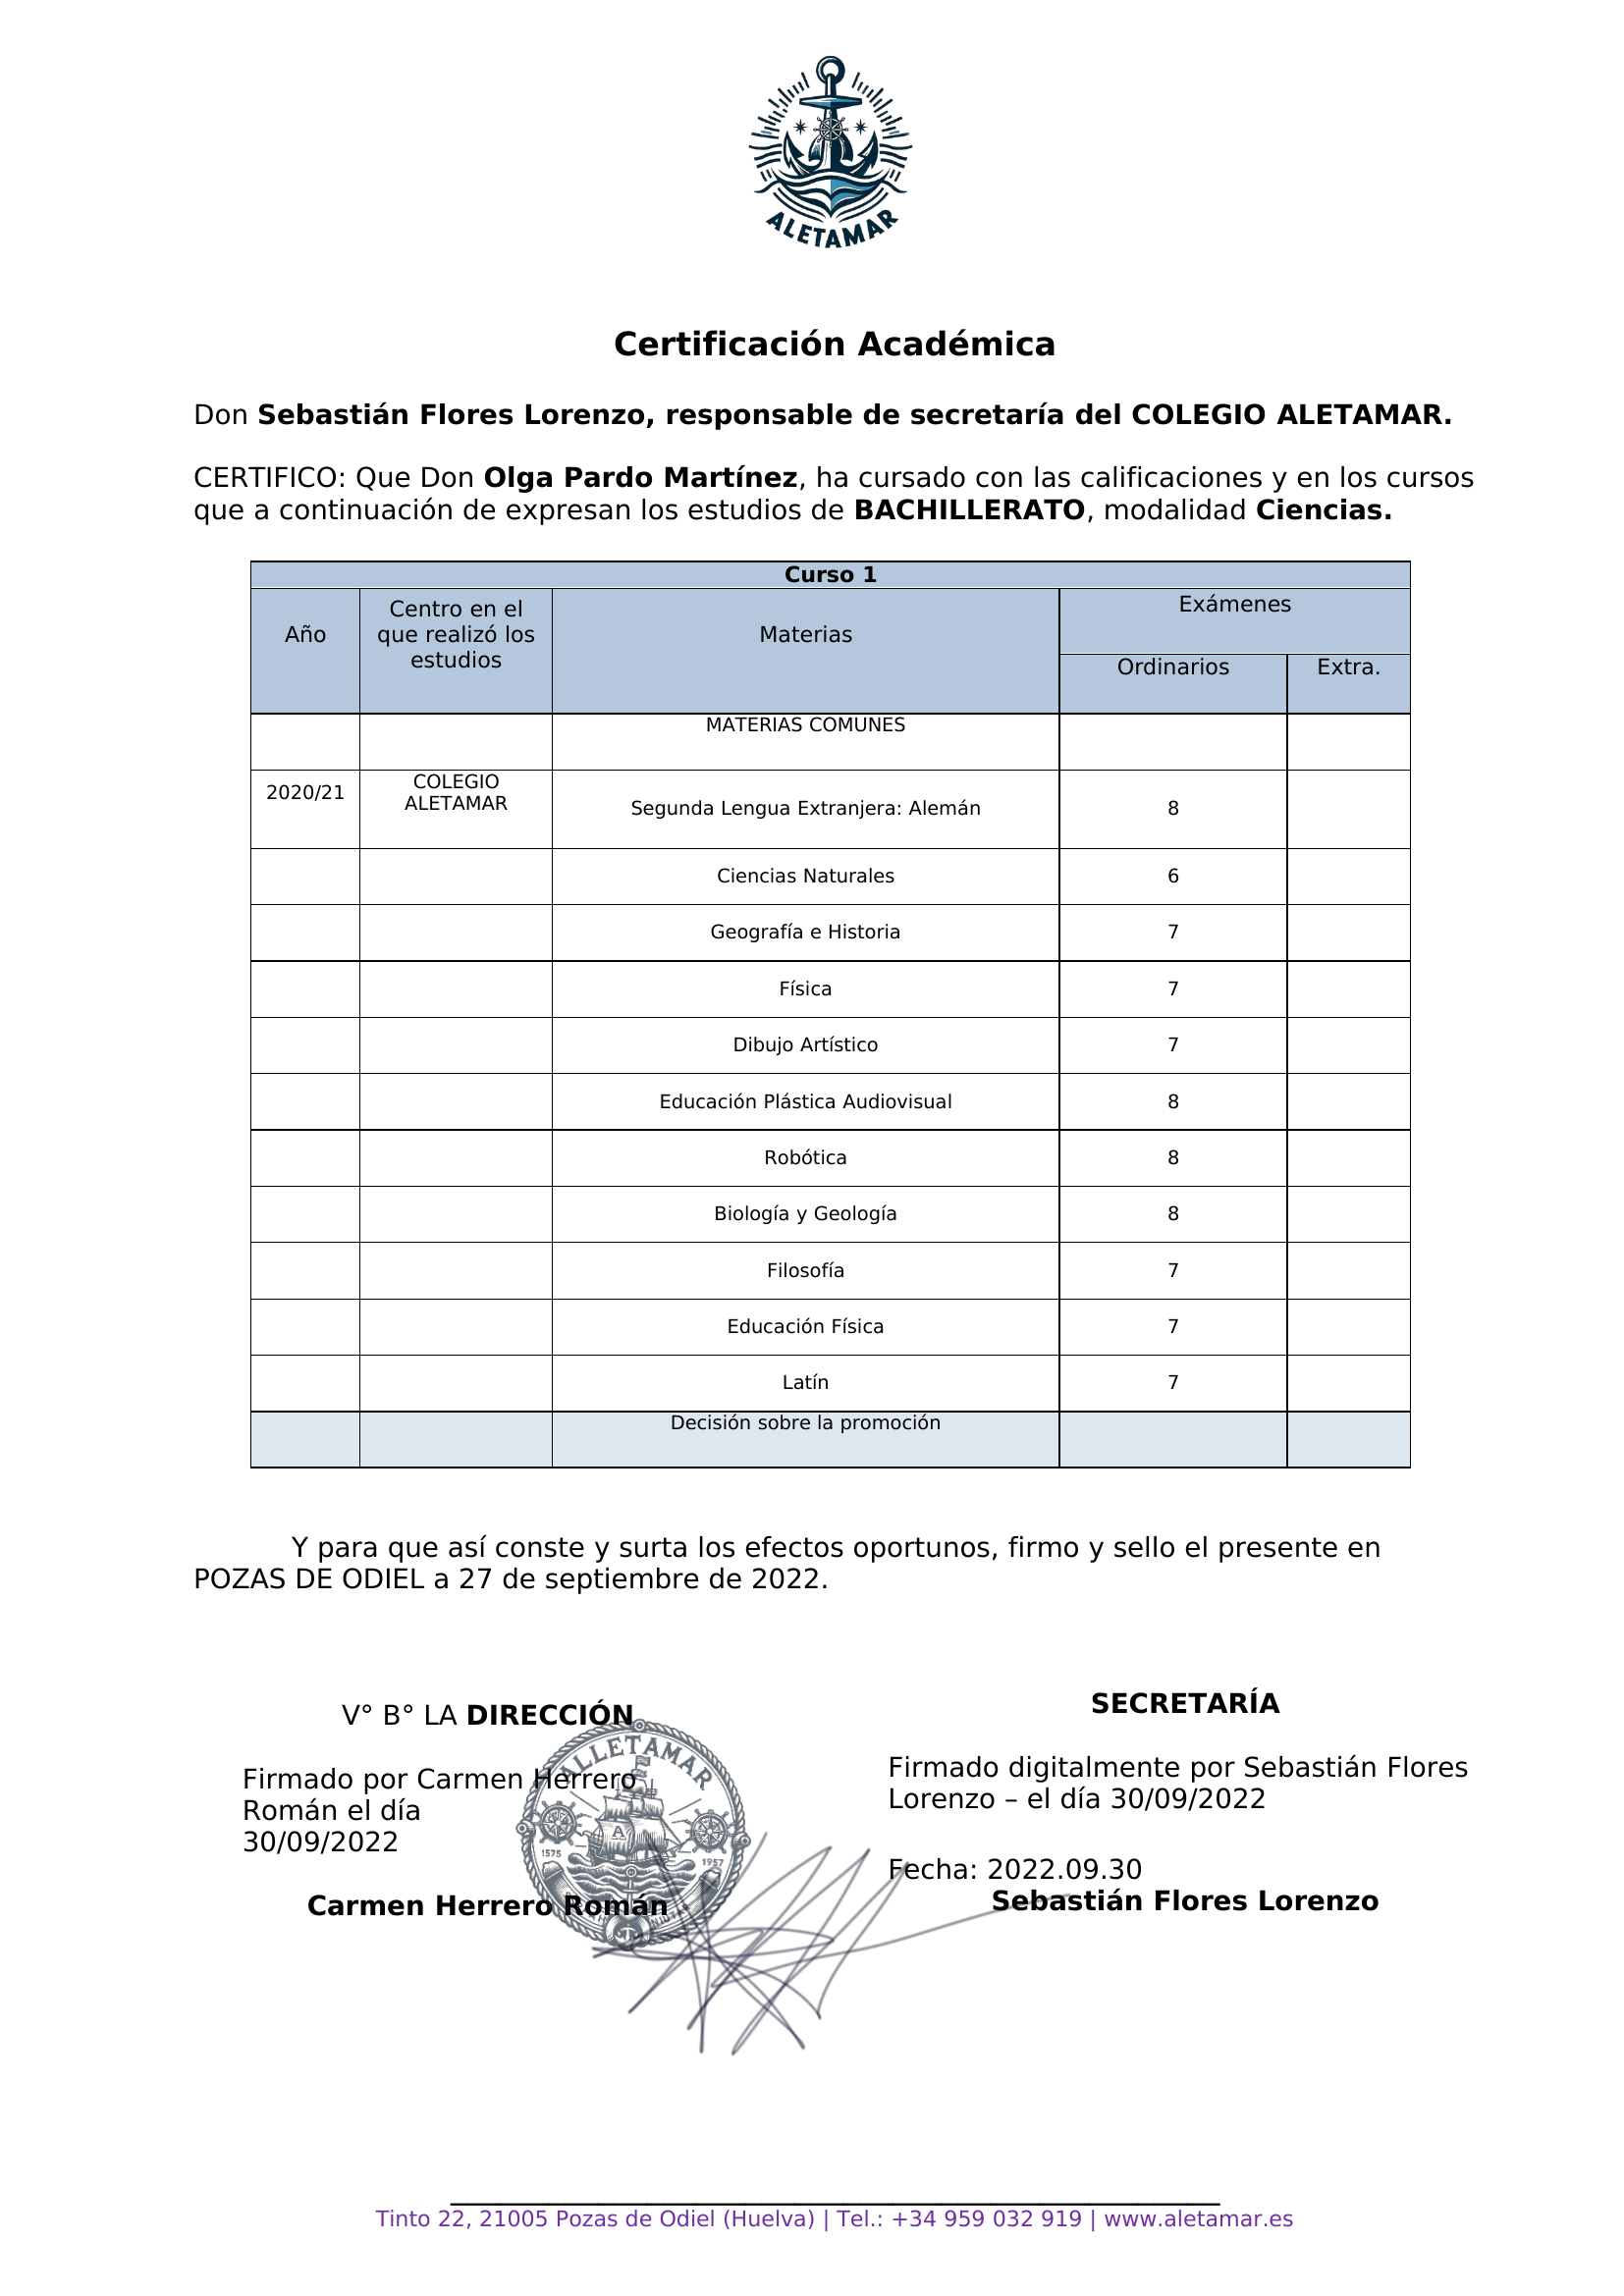 ALETAMAR
Certificación Académica
Don Sebastián Flores Lorenzo, responsable de secretaría del COLEGIO ALETAMAR.
CERTIFICO: Que Don Olga Pardo Martínez, ha cursado con las calificaciones y en los cursos
que a continuación de expresan los estudios de BACHILLERATO, modalidad Ciencias.
Curso 1
Año
Centro en el
que realizó los
estudios
Materias
Exámenes
Ordinarios
Extra.
MATERIAS COMUNES
2020/21
COLEGIO
ALETAMAR
Segunda Lengua Extranjera: Alemán
8
Ciencias Naturales
6
Geografía e Historia
7
Física
7
Dibujo Artístico
7
Educación Plástica Audiovisual
8
Robótica
8
Biología y Geología
8
Filosofía
7
Educación Física
7
Latín
7
Decisión sobre la promoción
Y para que así conste y surta los efectos oportunos, firmo y sello el presente en
POZAS DE ODIEL a 27 de septiembre de 2022.
V° B° LA DIRECCIÓN
Firmado por Carmen Herrero
Román el día
30/09/2022
Carmen Herrero Román
ALLETAMAR
A
1575
1957
SECRETARÍA
Firmado digitalmente por Sebastián Flores
Lorenzo – el día 30/09/2022
Fecha: 2022.09.30
Sebastián Flores Lorenzo
Tinto 22, 21005 Pozas de Odiel (Huelva) | Tel.: +34 959 032 919 | www.aletamar.es